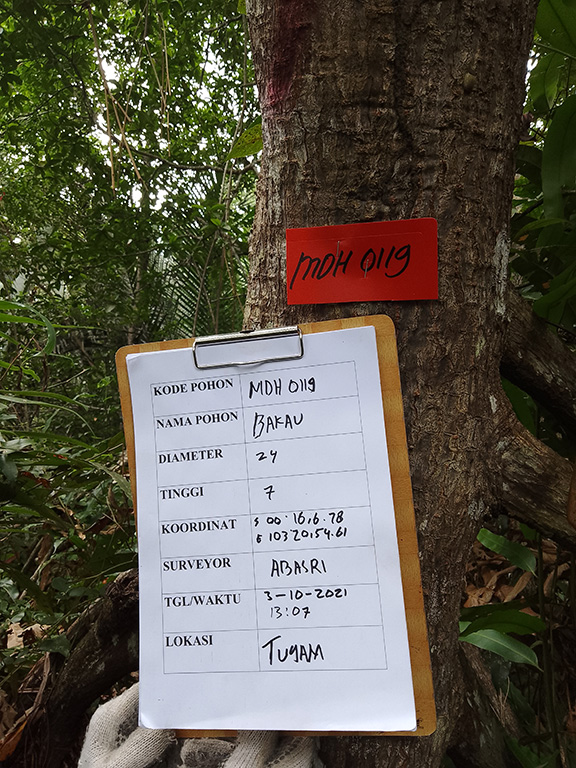 MDH 0119
KODE POHON MDH 0119
NAMA POHON BAKAU
DIAMETER 24
TINGGI 7
KOORDINAT S 00°16,6.78
E 103.20.54.61
SURVEYOR ABASRI
TGL/WAKTU 3-10-2021
13:07
LOKASI TUYAM